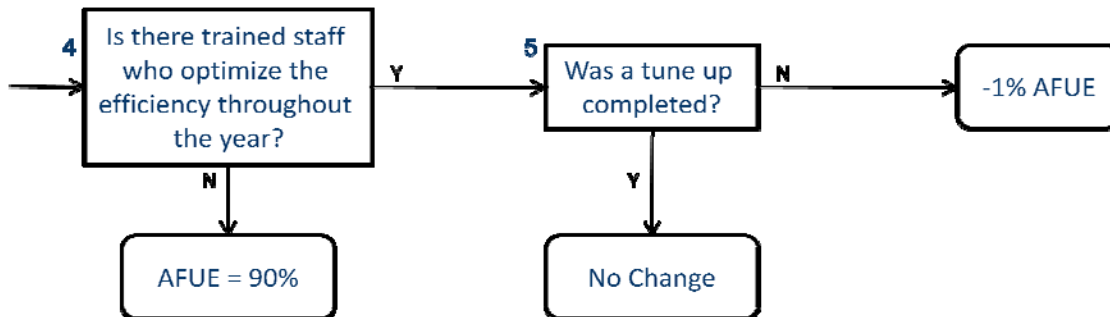 4
Is there trained staff
who optimize the
efficiency throughout
the year?
Y
N
AFUE = 90%
5
Was a tune up
completed?
N
Y
-1% AFUE
No Change